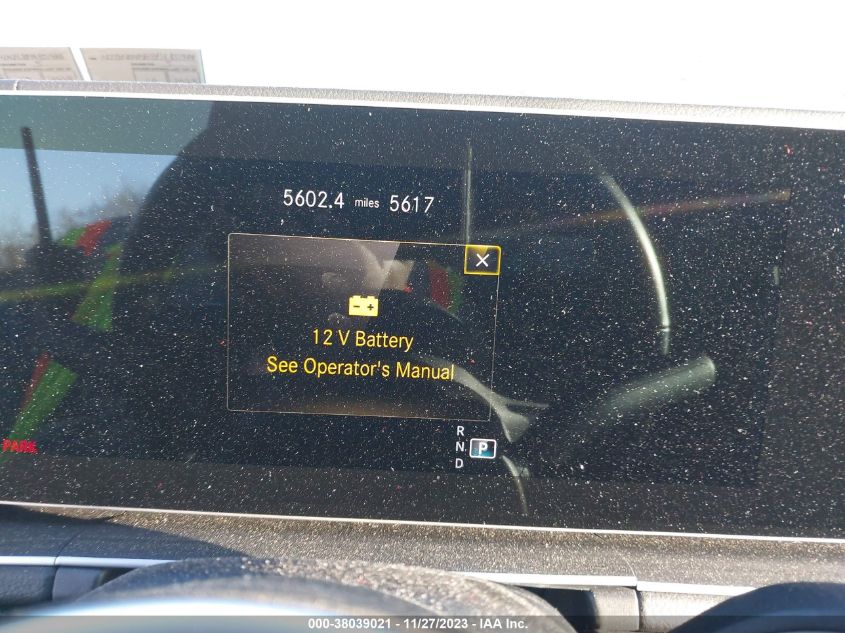 5602.4 miles 5617
12 V Battery
See Operator's Manual
R
N P
D
PARK
000-38039021 - 11/27/2023 - IAA Inc.